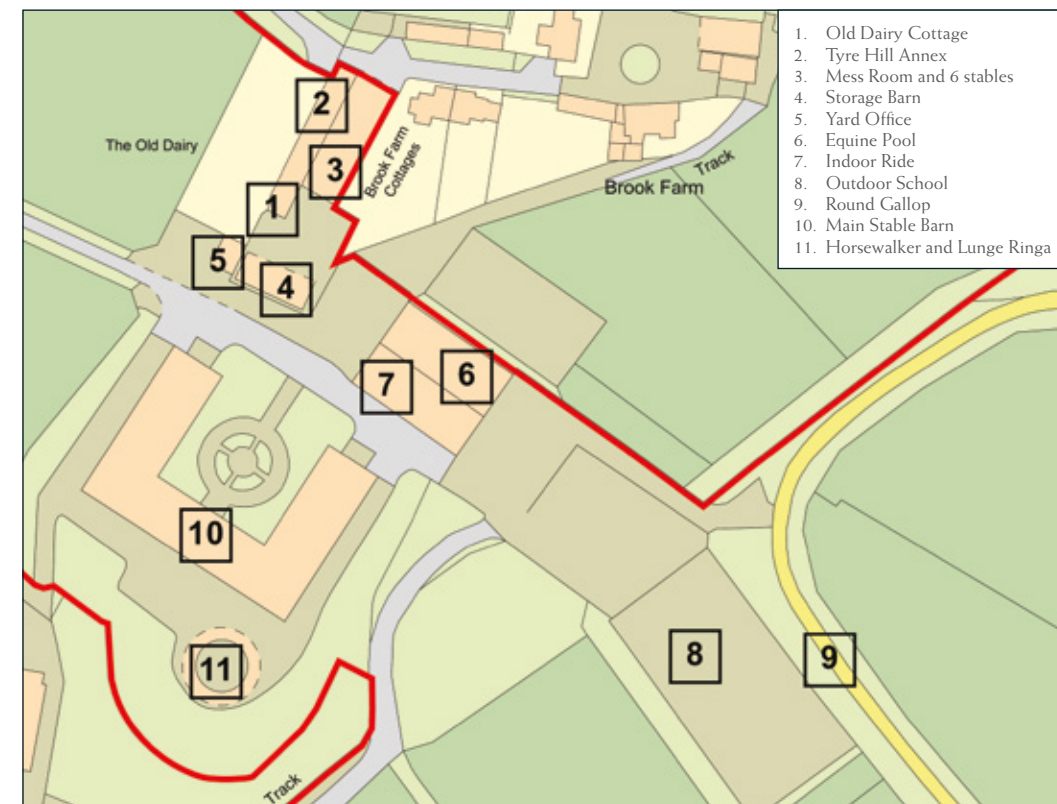 1. Old Dairy Cottage
2. Tyre Hill Annex
3. Mess Room and 6 stables
4. Storage Barn
5. Yard Office
6. Equine Pool
7. Indoor Ride
8. Outdoor School
9. Round Gallop
10. Main Stable Barn
11. Horsewalker and Lunge Ringa
2
The Old Dairy
3
Brook Farm
Cottages
Track
Brook Farm
1
5
4
7
6
10
8
9
11
Track